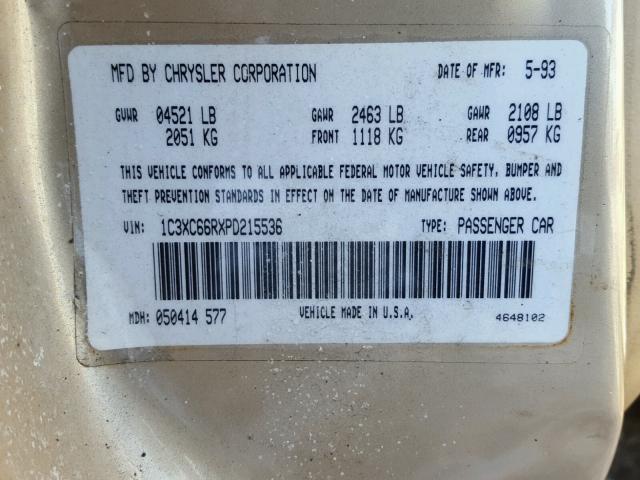 MFD BY CHRYSLER CORPORATION DATE OF MFR: 5-93
GVWR 04521 LB GAWR 2463 LB GAWR 2108 LB
2051 KG FRONT 1118 KG REAR 0957 KG
THIS VEHICLE CONFORMS TO ALL APPLICABLE FEDERAL MOTOR VEHICLE SAFETY, BUMPER AND
THEFT PREVENTION STANDARDS IN EFFECT ON THE DATE OF MANUFACTURE SHOWN ABOVE.
VIN: 1C3XC66RXPD215536 TYPE: PASSENGER CAR
MDH: 050414 577 VEHICLE MADE IN U.S.A. 4648102